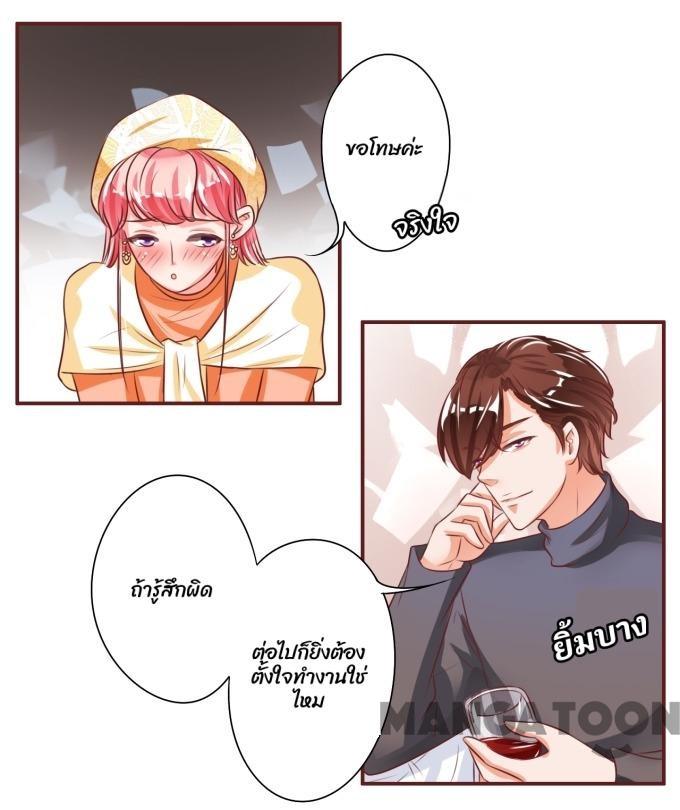 ขอโทษค่ะ
จริงใจ
ถ้ารู้สึกผิด
ต่อไปก็ยิ่งต้อง
ตั้งใจทำงานใช่
ไหม
ยิ้มบาง
MANGATOON